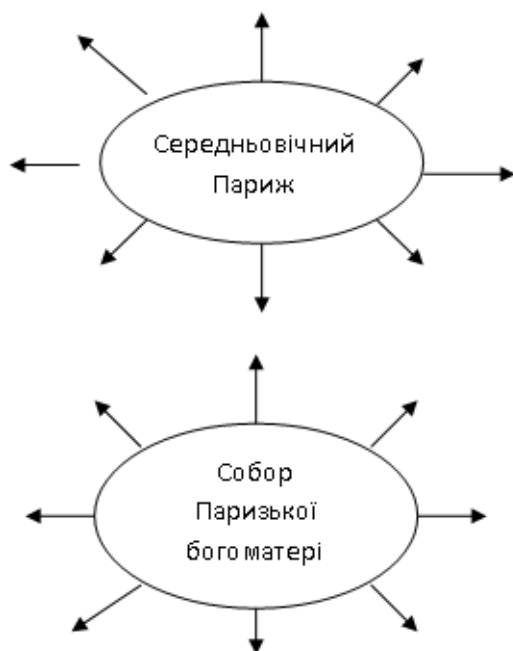 Середньовічний
Париж
Собор
Паризької
богоматері